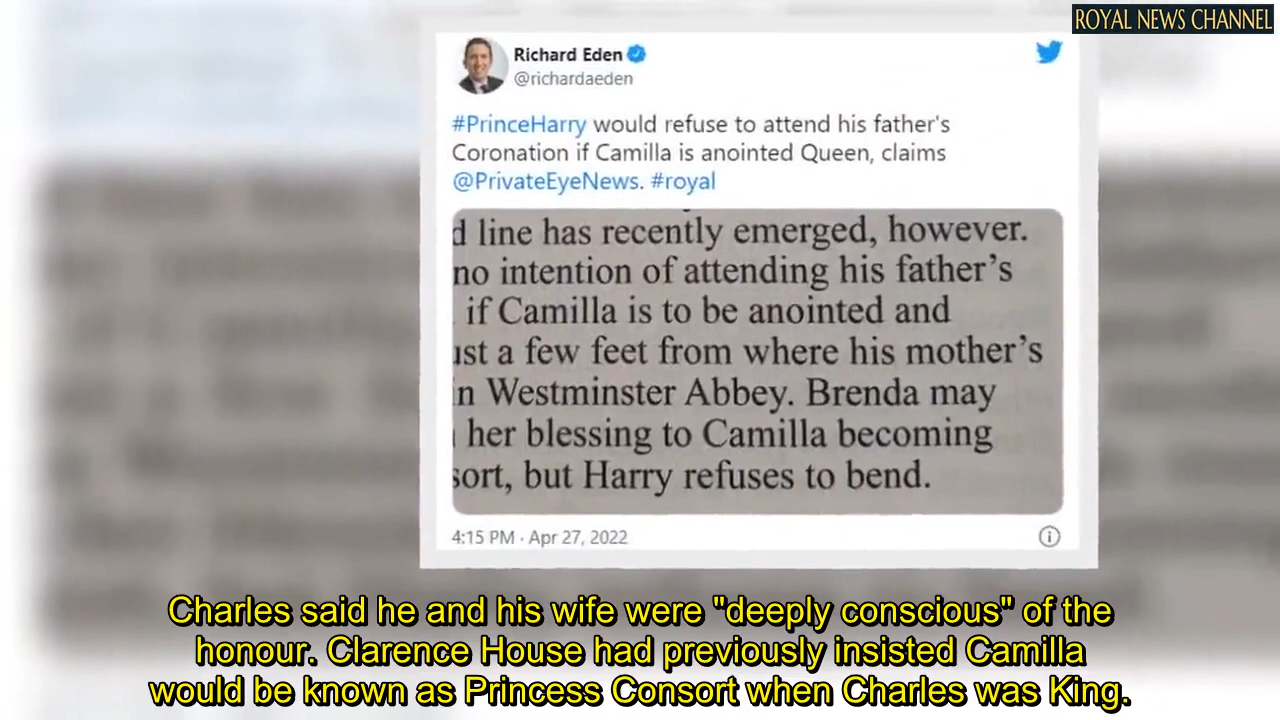 ROYAL NEWS CHANNEL
Richard Eden
@richardaeden
#PrinceHarry would refuse to attend his father's
Coronation if Camilla is anointed Queen, claims
@PrivateEyeNews. #royal
d line has recently emerged, however.
no intention of attending his father's
if Camilla is to be anointed and
ust a few feet from where his mother's
n Westminster Abbey. Brenda may
her blessing to Camilla becoming
sort, but Harry refuses to bend.
4:15 PM · Apr 27, 2022
Charles said he and his wife were "deeply conscious" of the
honour. Clarence House had previously insisted Camilla
would be known as Princess Consort when Charles was King.